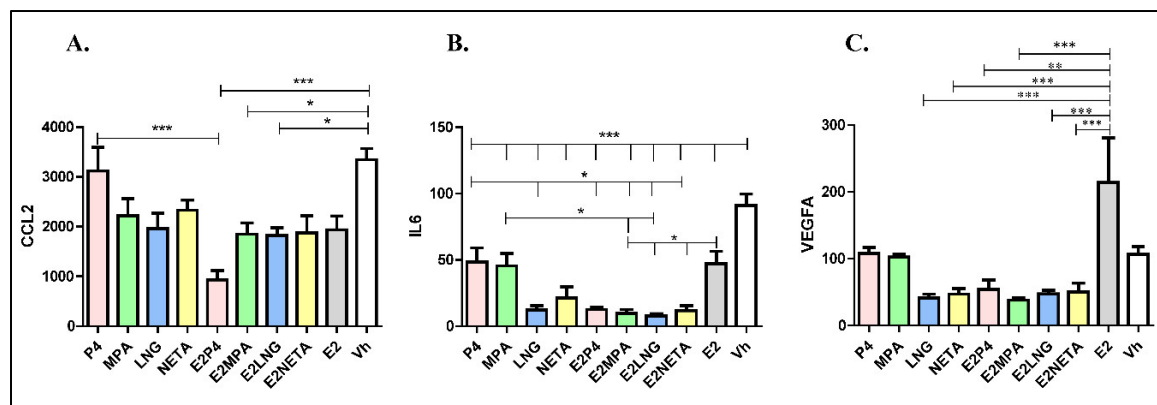 A.
***
*
*
***
CCL2
4000
3000
2000
1000
0
P4
MPA
LNG
NETA
E2P4
E2MPA
E2LNG
E2NETA
E2
Vh
B.
***
*
*
*
IL6
150
100
50
0
P4
MPA
LNG
NETA
E2P4
E2MPA
E2LNG
E2NETA
E2
Vh
C.
***
**
***
***
***
***
VEGFA
300
200
100
0
P4
MPA
LNG
NETA
E2P4
E2MPA
E2LNG
E2NETA
E2
Vh